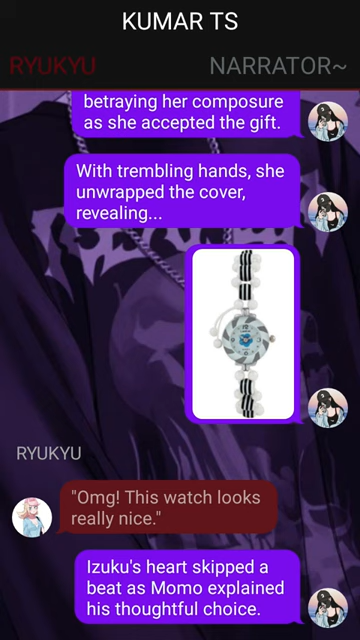 KUMAR TS
RYUKYU
NARRATOR~
betraying her composure
as she accepted the gift.
With trembling hands, she
unwrapped the cover,
revealing...
RYUKYU
"Omg! This watch looks
really nice."
Izuku's heart skipped a
beat as Momo explained
his thoughtful choice.